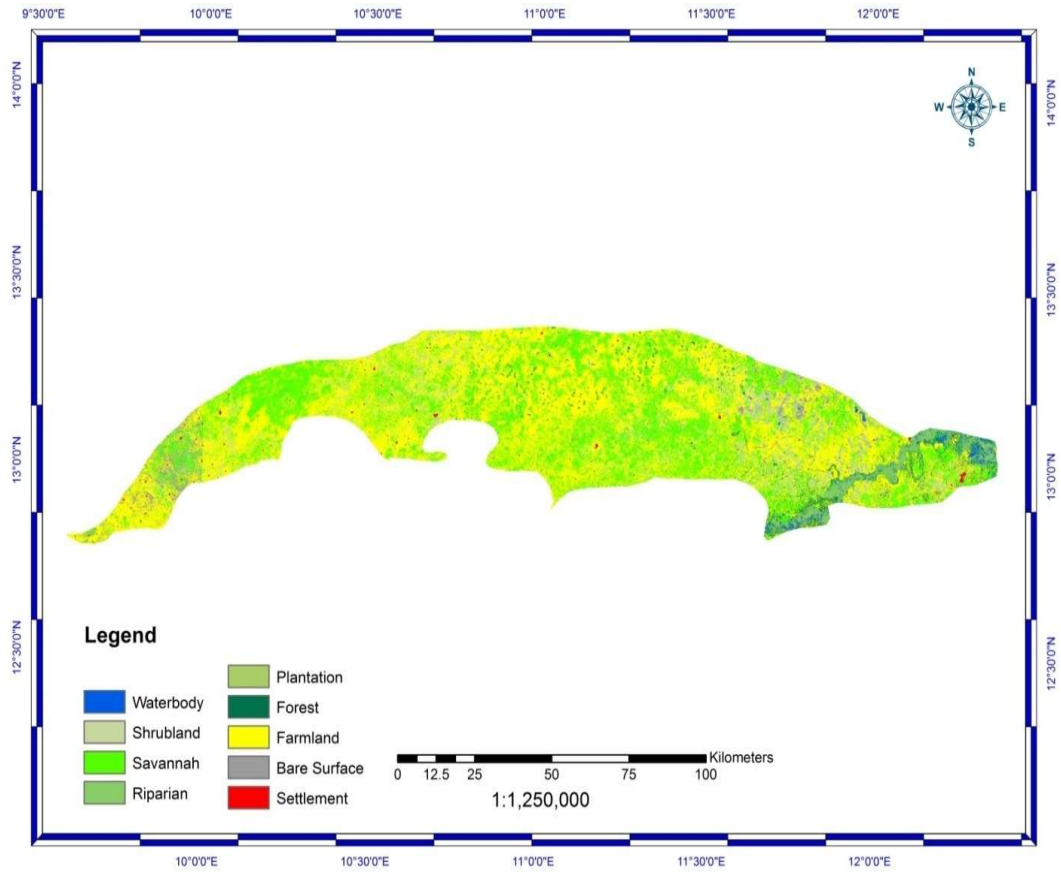 9°30'0"E 10°0'0"E 10°30'0"E 11°0'0"E 11°30'0"E 12°0'0"E
14°0'0"N
14°0'0"N
N
W E
S
13°30'0"N
13°30'0"N
13°0'0"N
13°0'0"N
12°30'0"N
12°30'0"N
Legend
Waterbody
Shrubland
Savannah
Riparian
Plantation
Forest
Farmland
Bare Surface
Settlement
Kilometers
0 12.5 25 50 75 100
1:1,250,000
10°0'0"E 10°30'0"E 11°0'0"E 11°30'0"E 12°0'0"E